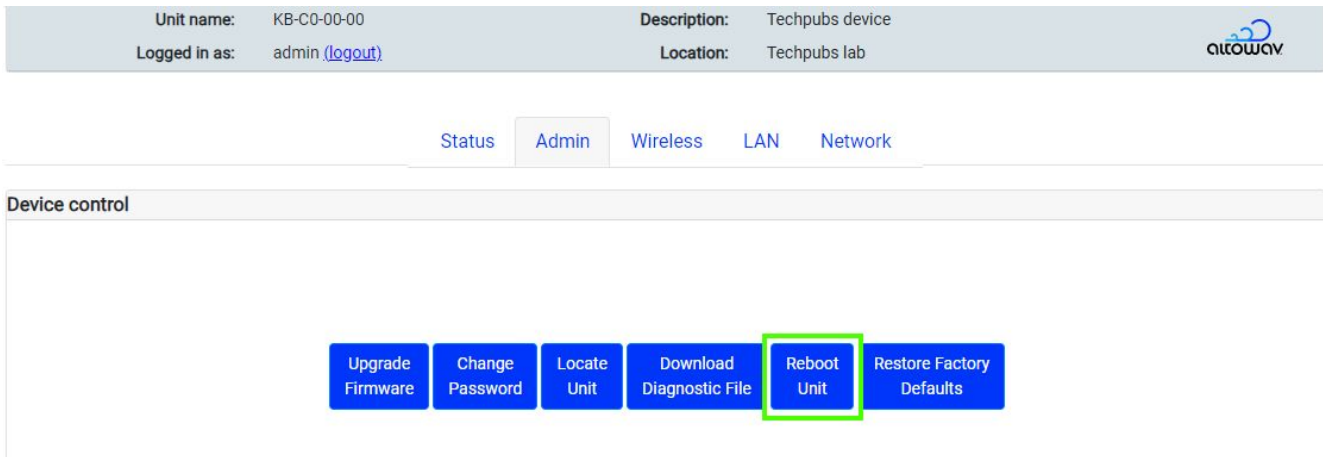 Unit name: KB-C0-00-00 Description: Techpubs device
Logged in as: admin (logout) Location: Techpubs lab
altowav
Status Admin Wireless LAN Network
Device control
Upgrade Firmware
Change Password
Locate Unit
Download Diagnostic File
Reboot Unit
Restore Factory Defaults